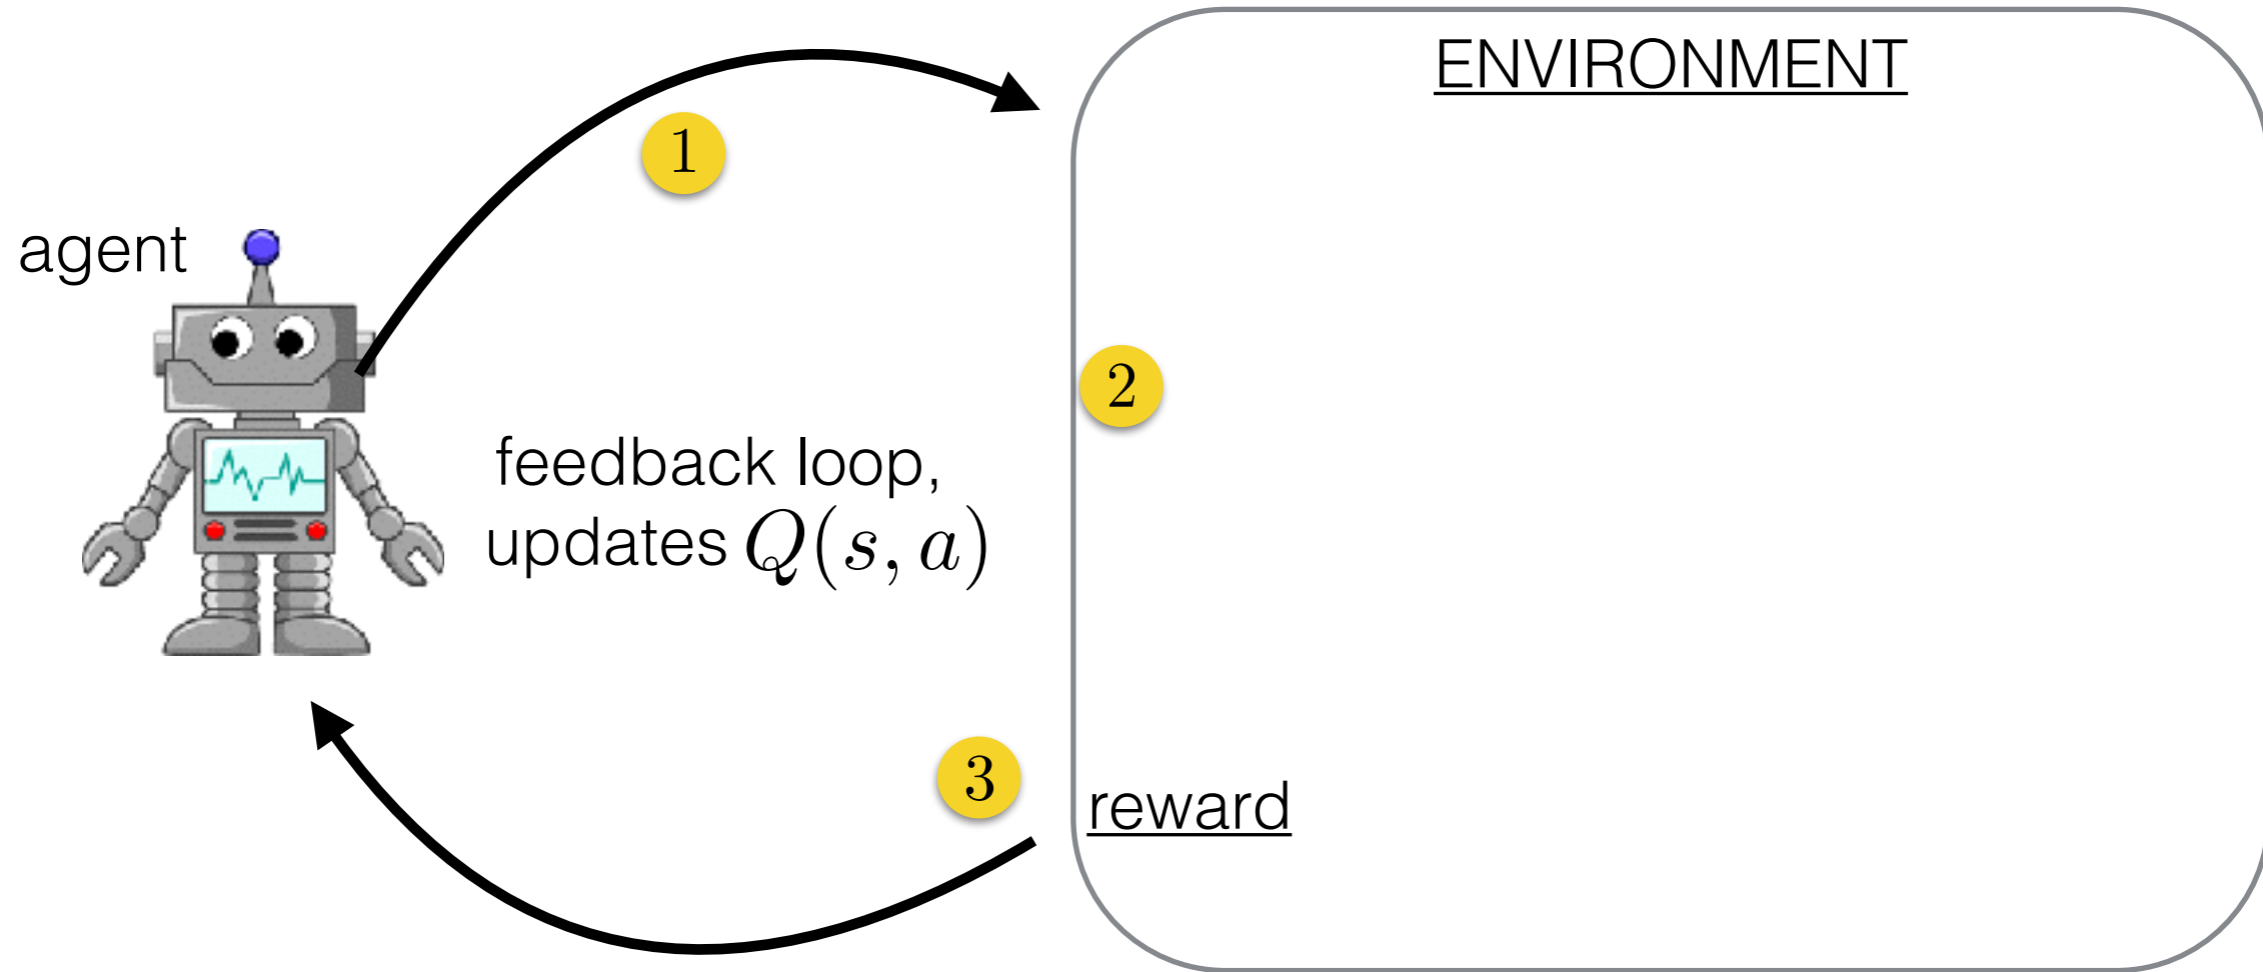 ENVIRONMENT
1
agent
2
feedback loop,
updates Q(s, a)
3
reward